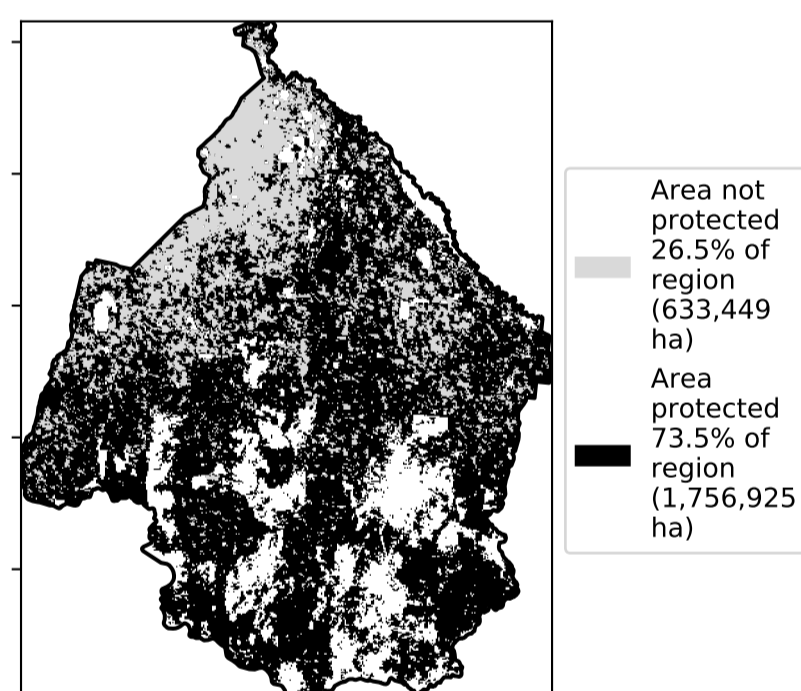 Area not
protected
26.5% of
region
(633,449
ha)
Area
protected
73.5% of
region
(1,756,925
ha)